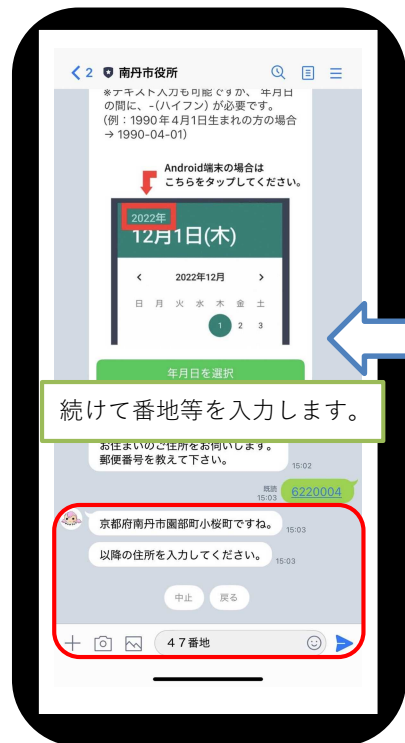 2 南丹市役所
※テキスト入力も可能ですが、 年月日
の間に、-(ハイフン) が必要です。
(例：1990年4月1日生まれの方の場合
→ 1990-04-01)
Android端末の場合は
こちらをタップしてください。
2022年
12月1日(木)
< 2022年12月 >
日 月 火 水 木 金 土
1 2 3
年月日を選択
続けて番地等を入力します。
お住まいのご住所をお伺いします。
郵便番号を教えて下さい。
15:02
既読
15:03
6220004
京都府南丹市園部町小桜町ですね。
15:03
以降の住所を入力してください。
15:03
中止 戻る
４７番地